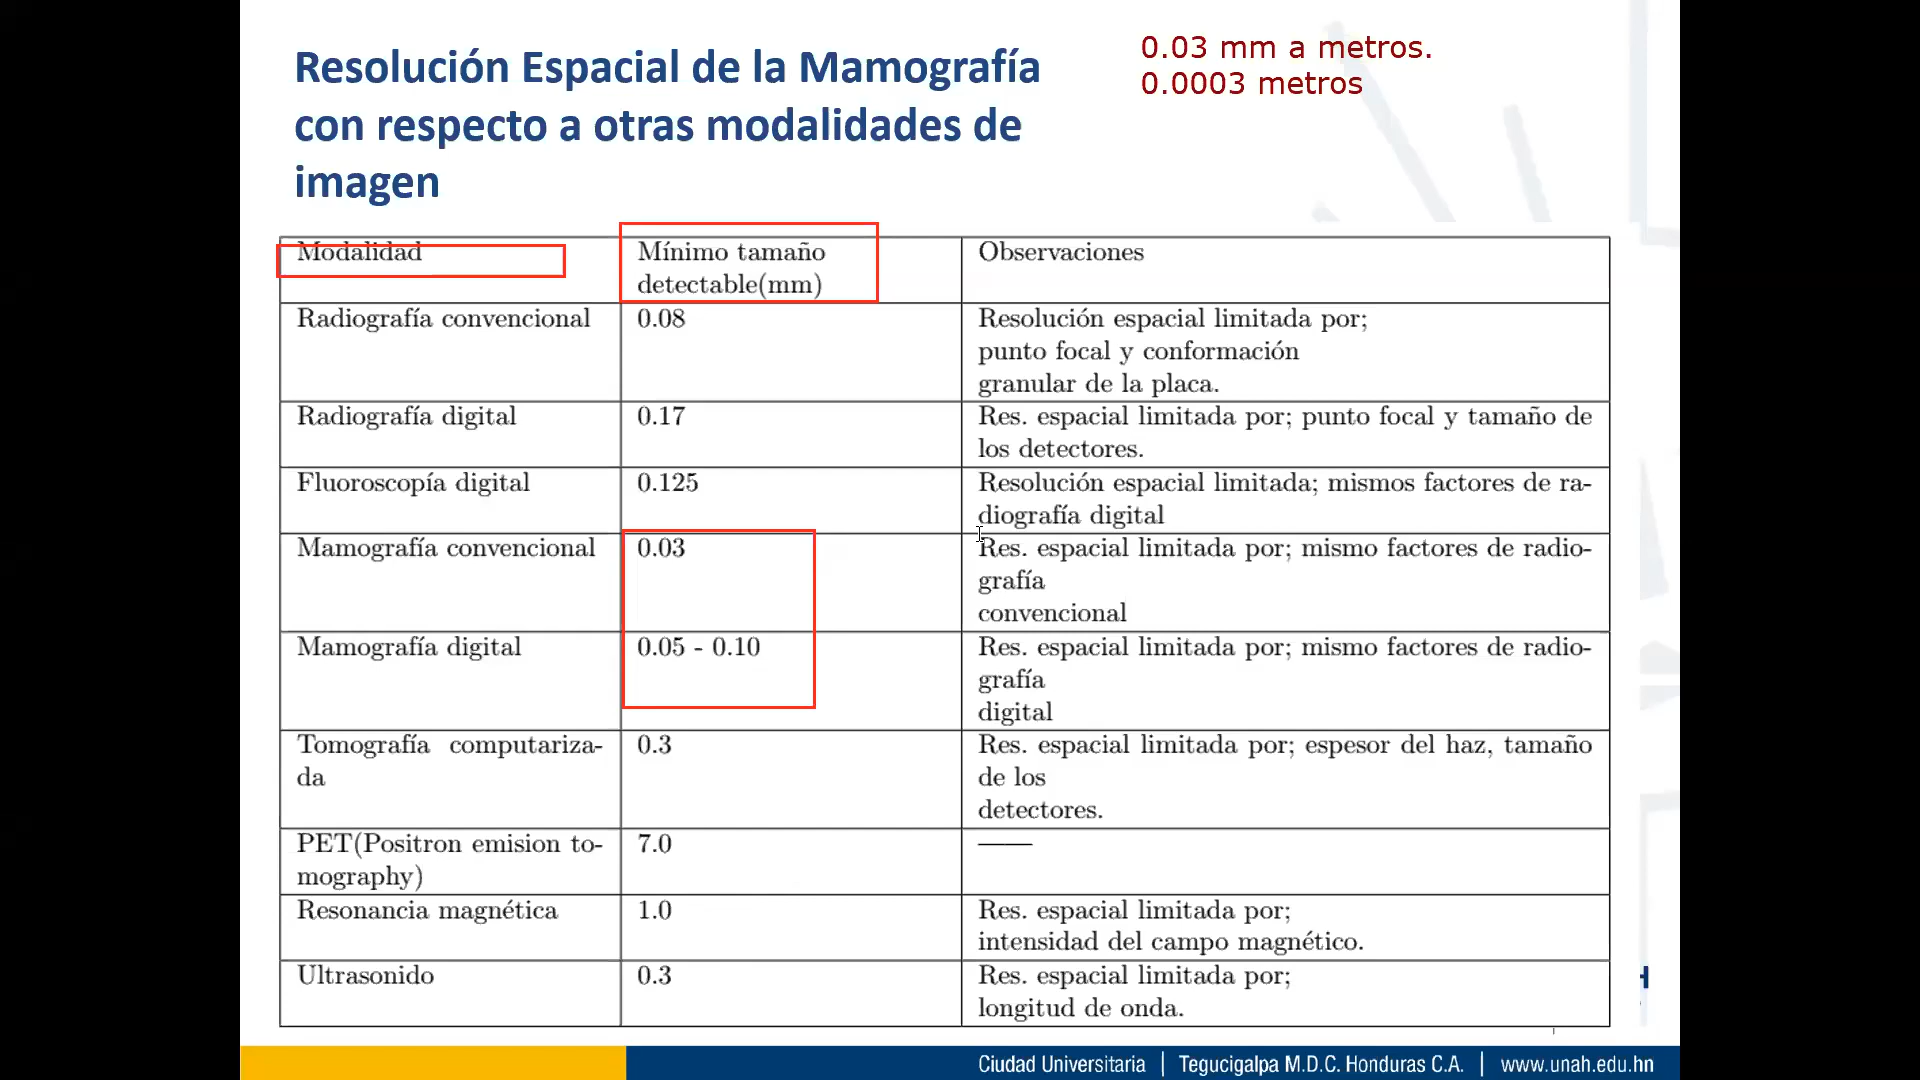 Resolución Espacial de la Mamografía
con respecto a otras modalidades de
imagen
0.03 mm a metros.
0.0003 metros
Modalidad
Mínimo tamaño
detectable(mm)
Observaciones
Radiografía convencional
0.08
Resolución espacial limitada por;
punto focal y conformación
granular de la placa.
Radiografía digital
0.17
Res. espacial limitada por; punto focal y tamaño de
los detectores.
Fluoroscopía digital
0.125
Resolución espacial limitada; mismos factores de ra-
diografía digital
Mamografía convencional
0.03
Res. espacial limitada por; mismo factores de radio-
grafía
convencional
Mamografía digital
0.05 - 0.10
Res. espacial limitada por; mismo factores de radio-
grafía
digital
Tomografía computariza-
da
0.3
Res. espacial limitada por; espesor del haz, tamaño
de los
detectores.
PET(Positron emision to-
mography)
7.0
——
Resonancia magnética
1.0
Res. espacial limitada por;
intensidad del campo magnético.
Ultrasonido
0.3
Res. espacial limitada por;
longitud de onda.
H
Ciudad Universitaria | Tegucigalpa M.D.C. Honduras C.A. | www.unah.edu.hn